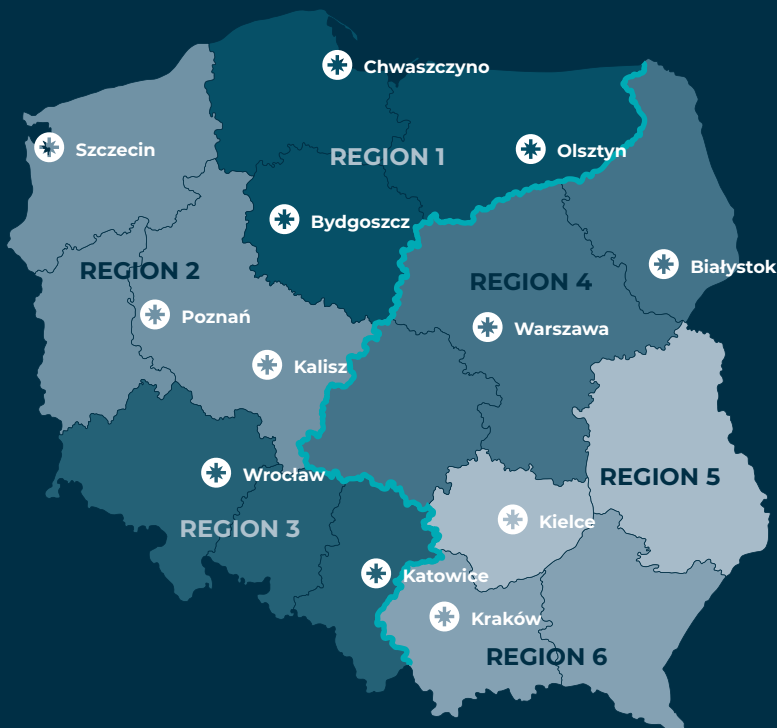 Chwaszczyno
Szczecin
REGION 1
Olsztyn
Bydgoszcz
REGION 2
Białystok
REGION 4
Poznań
Warszawa
Kalisz
Wrocław
REGION 5
REGION 3
Kielce
Katowice
Kraków
REGION 6